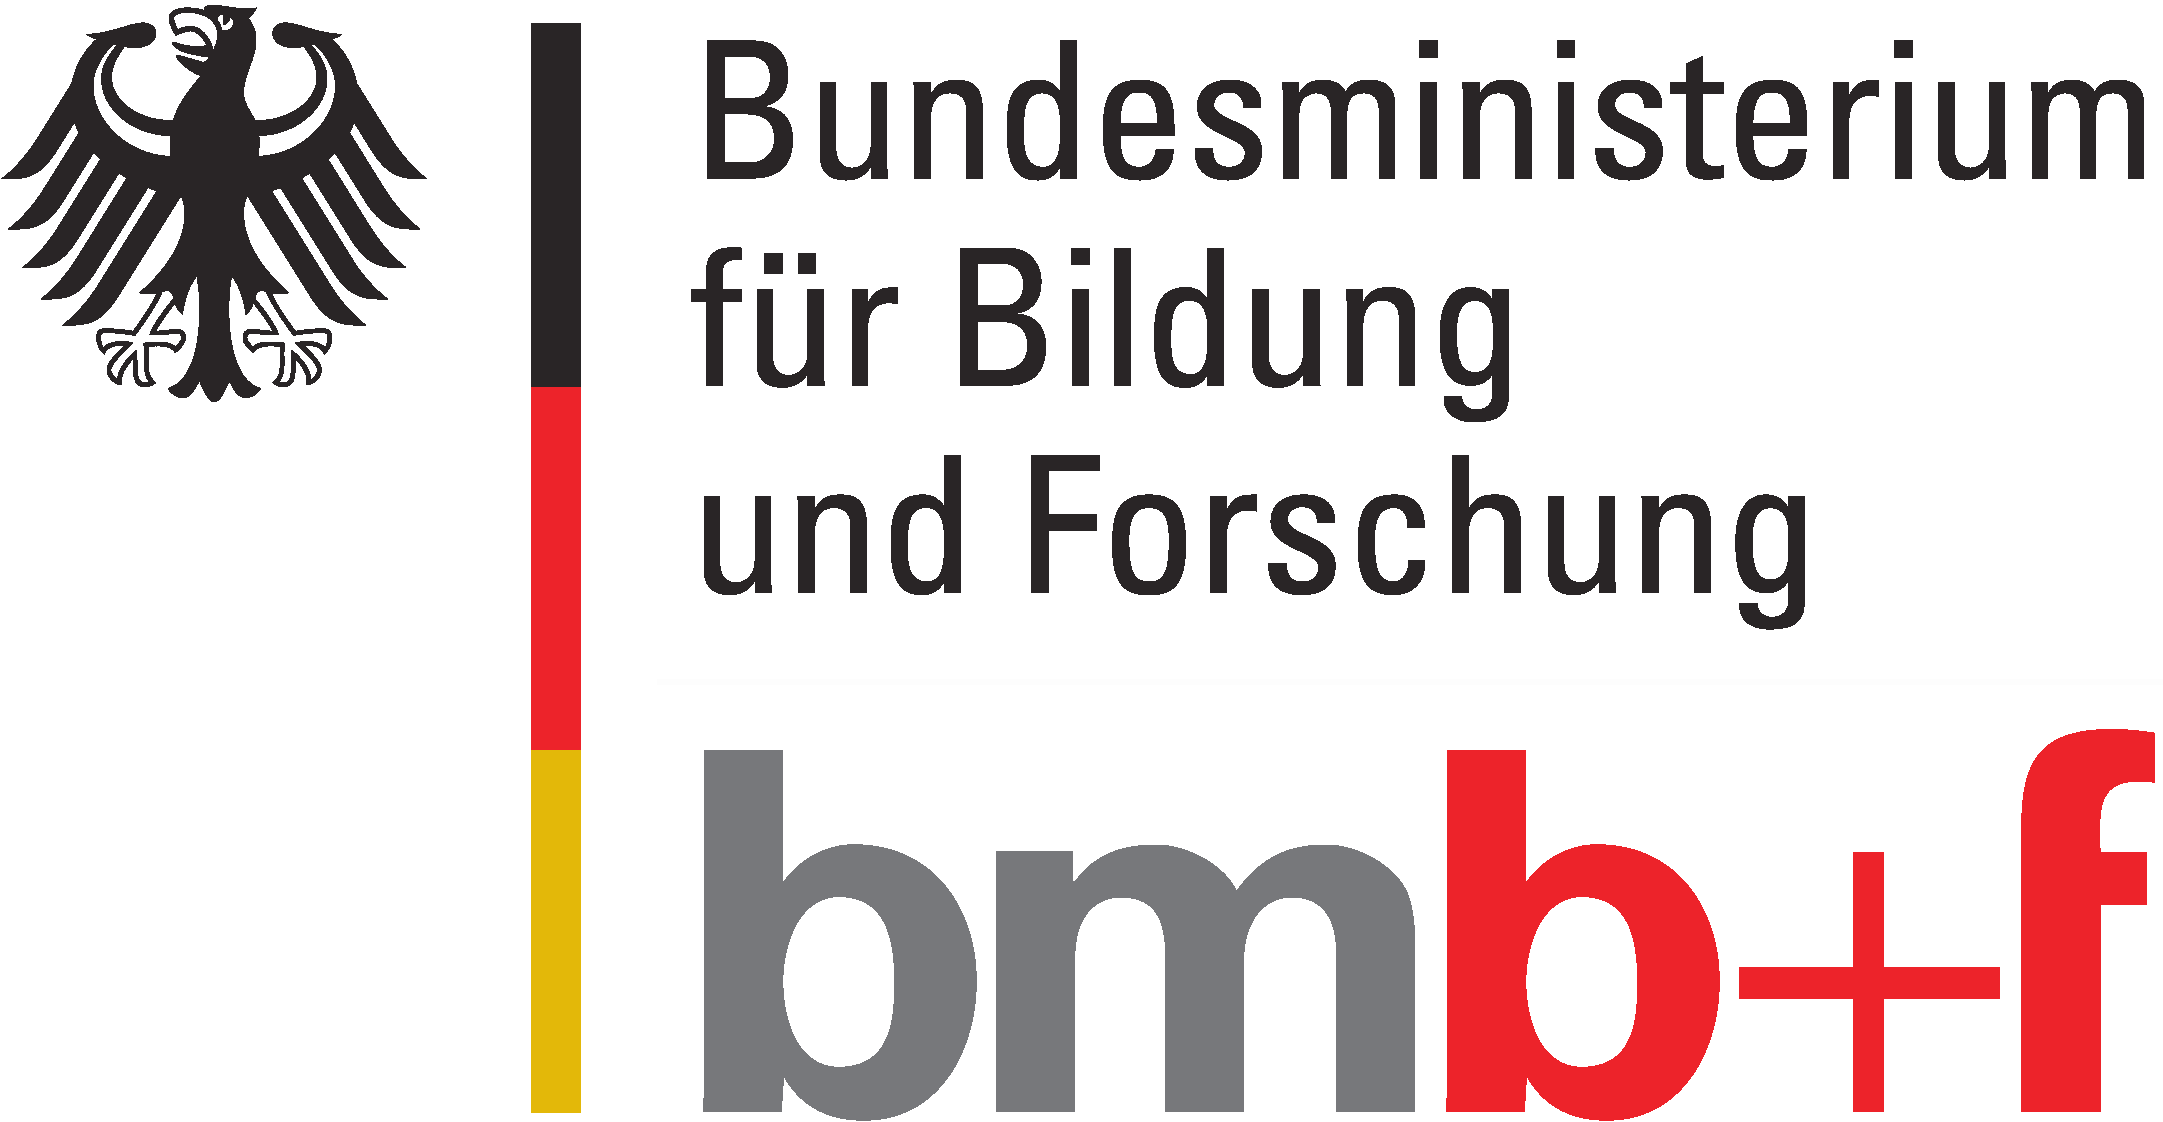 Bundesministerium
für Bildung
und Forschung
bmb+f